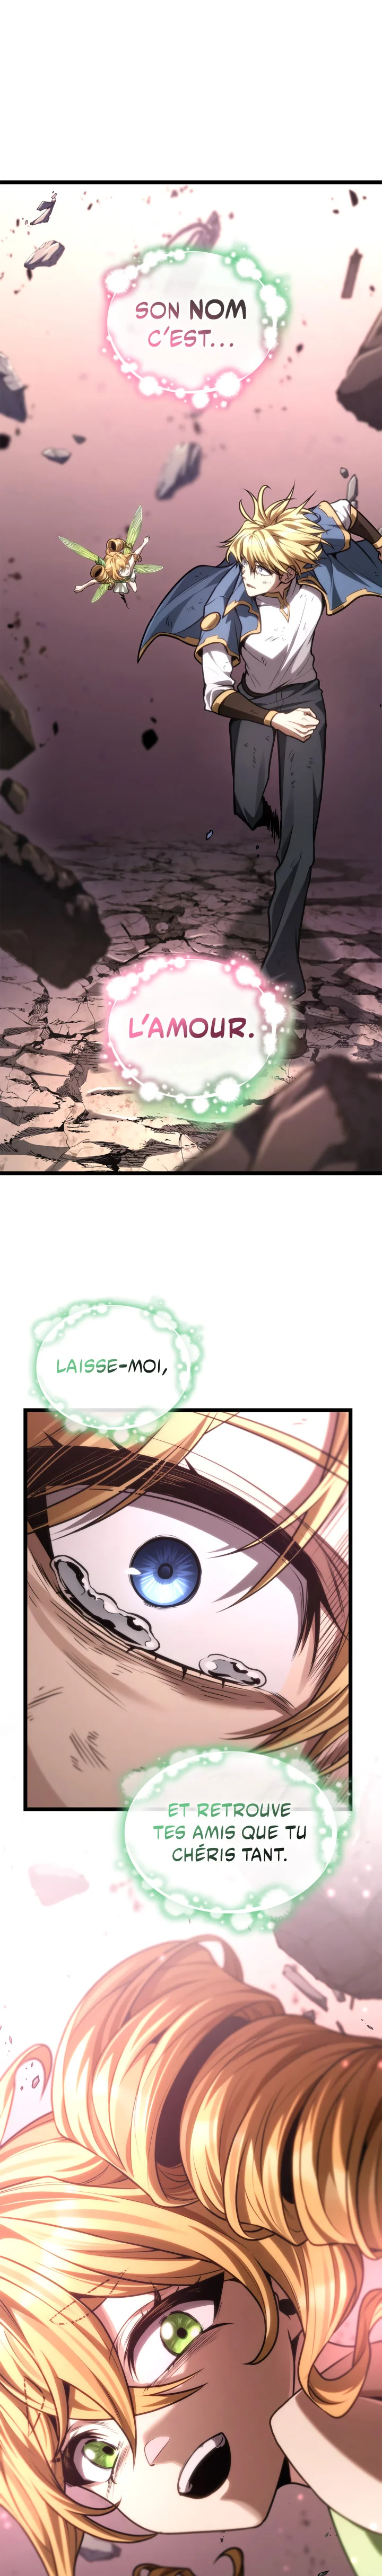 SON NOM
C'EST...
L'AMOUR.
LAISSE-MOI,
ET RETROUVE
TES AMIS QUE TU
CHÉRIS TANT.